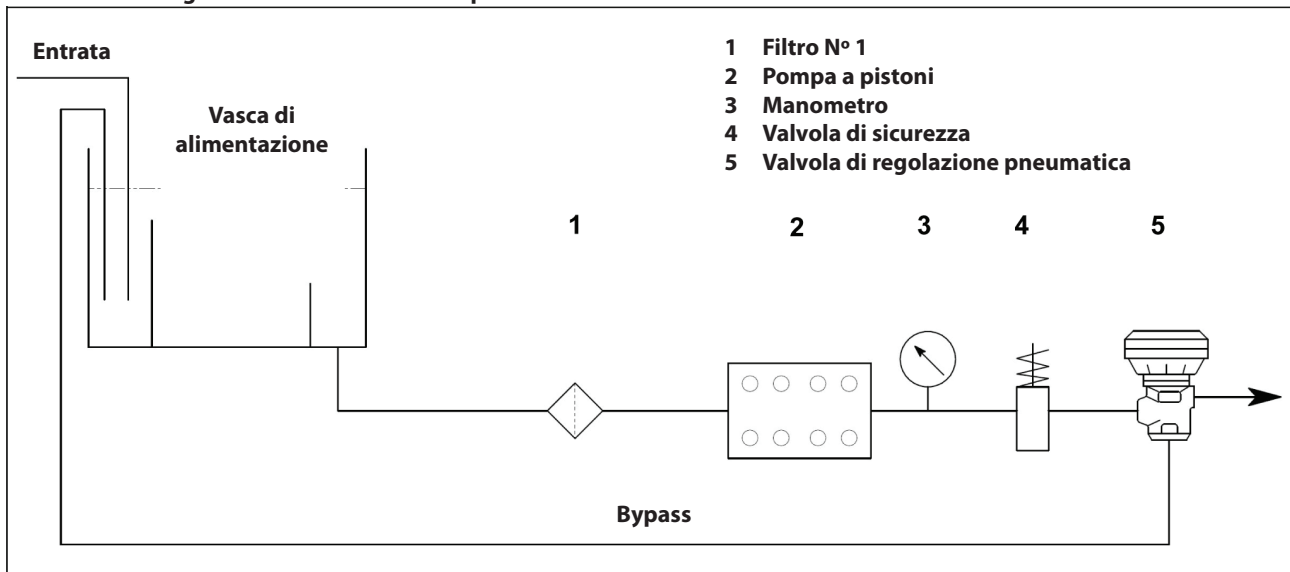 Entrata
Vasca di
alimentazione
1 Filtro Nº 1
2 Pompa a pistoni
3 Manometro
4 Valvola di sicurezza
5 Valvola di regolazione pneumatica
1 2 3 4 5
Bypass